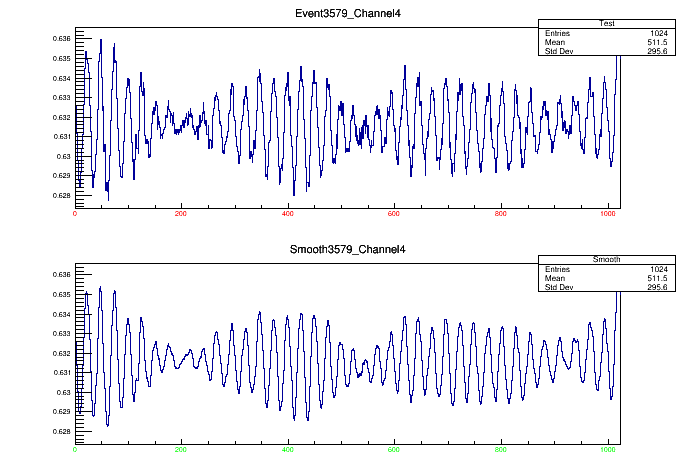 Event3579_Channel4
Test
Entries 1024
Mean 511.5
Std Dev 295.6
0.636
0.635
0.634
0.633
0.632
0.631
0.63
0.629
0.628
0 200 400 600 800 1000
Smooth3579_Channel4
Smooth
Entries 1024
Mean 511.5
Std Dev 295.6
0.636
0.635
0.634
0.633
0.632
0.631
0.63
0.629
0.628
0 200 400 600 800 1000